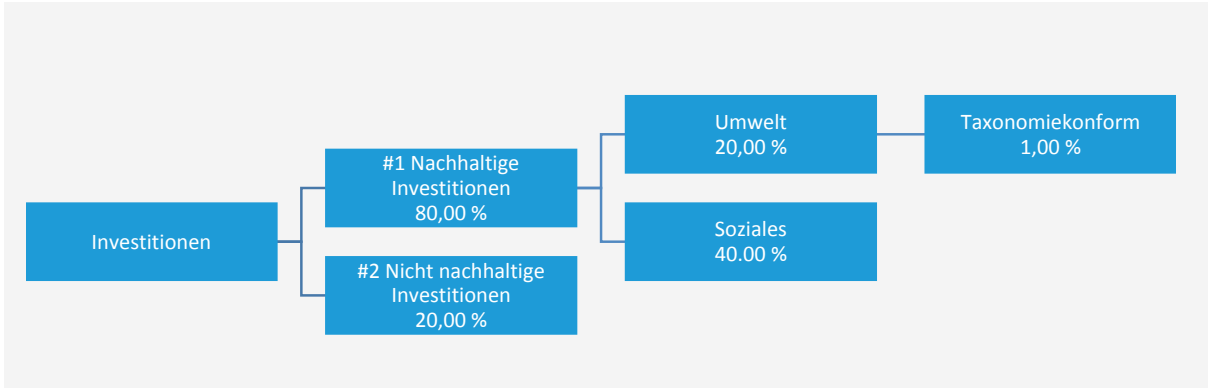 Investitionen
#1 Nachhaltige
Investitionen
80,00 %
#2 Nicht nachhaltige
Investitionen
20,00 %
Umwelt
20,00 %
Soziales
40.00 %
Taxonomiekonform
1,00 %